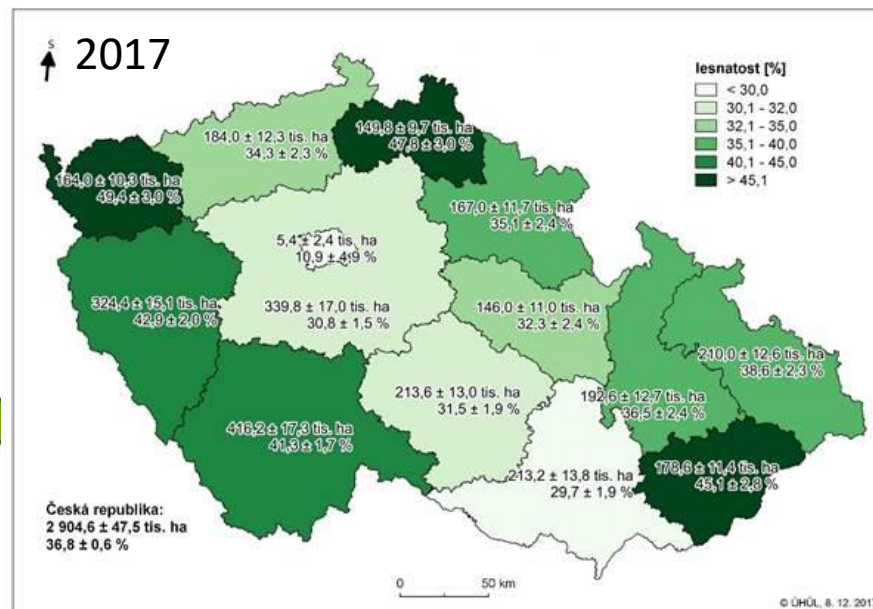 S
2017
lesnatost [%]
< 30,0
30,1 - 32,0
32,1 - 35,0
35,1 - 40,0
40,1 - 45,0
> 45,1
184,0 ± 12,3 tis. ha
34,3 ± 2,3 %
149,8 ± 9,7 tis. ha
47,8 ± 3,0 %
164,0 ± 10,3 tis. ha
49,4 ± 3,0 %
167,0 ± 11,7 tis. ha
35,1 ± 2,4 %
5,4 ± 2,4 tis. ha
10,9 ± 4,9 %
324,4 ± 15,1 tis. ha
42,9 ± 2,0 %
339,8 ± 17,0 tis. ha
30,8 ± 1,5 %
146,0 ± 11,0 tis. ha
32,3 ± 2,4 %
210,0 ± 12,6 tis. ha
38,6 ± 2,3 %
213,6 ± 13,0 tis. ha
31,5 ± 1,9 %
192,6 ± 12,7 tis. ha
36,5 ± 2,4 %
416,2 ± 17,3 tis. ha
41,3 ± 1,7 %
213,2 ± 13,8 tis. ha
29,7 ± 1,9 %
178,6 ± 11,4 tis. ha
45,1 ± 2,8 %
Česká republika:
2 904,6 ± 47,5 tis. ha
36,8 ± 0,6 %
0 50 km
© ÚHÚL, 8. 12. 2017